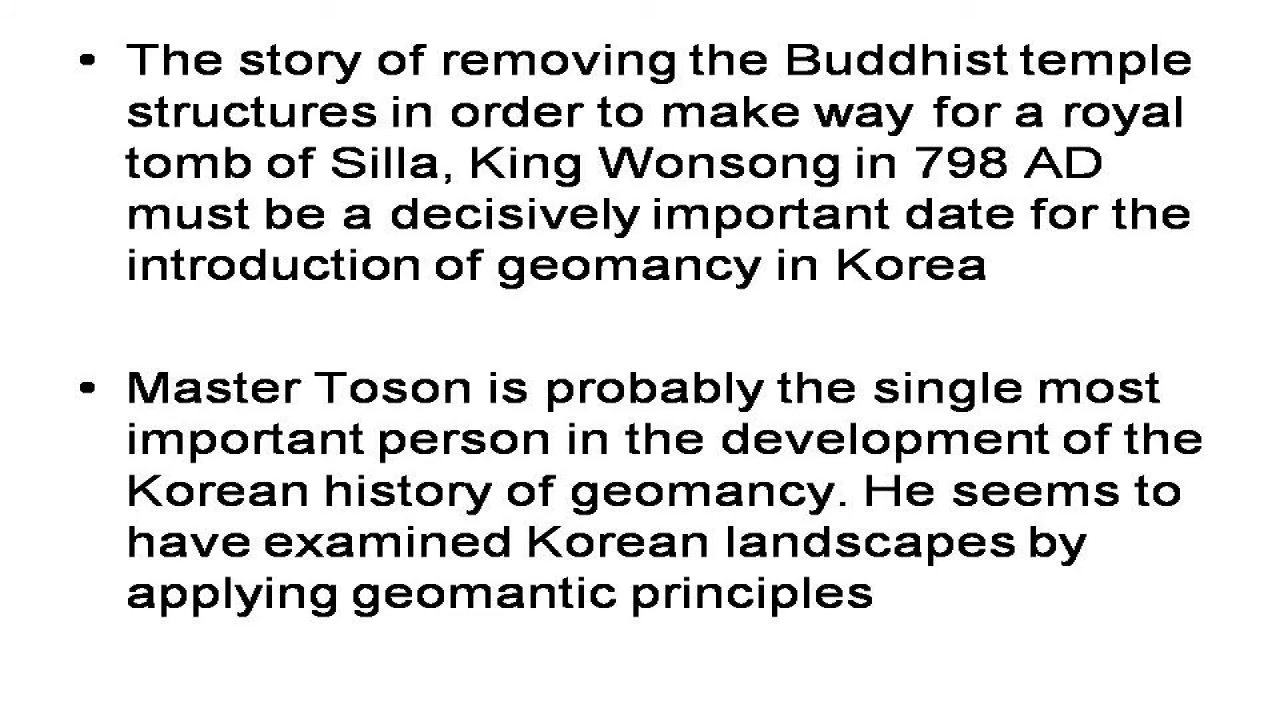 • The story of removing the Buddhist temple
structures in order to make way for a royal
tomb of Silla, King Wonsong in 798 AD
must be a decisively important date for the
introduction of geomancy in Korea
• Master Toson is probably the single most
important person in the development of the
Korean history of geomancy. He seems to
have examined Korean landscapes by
applying geomantic principles